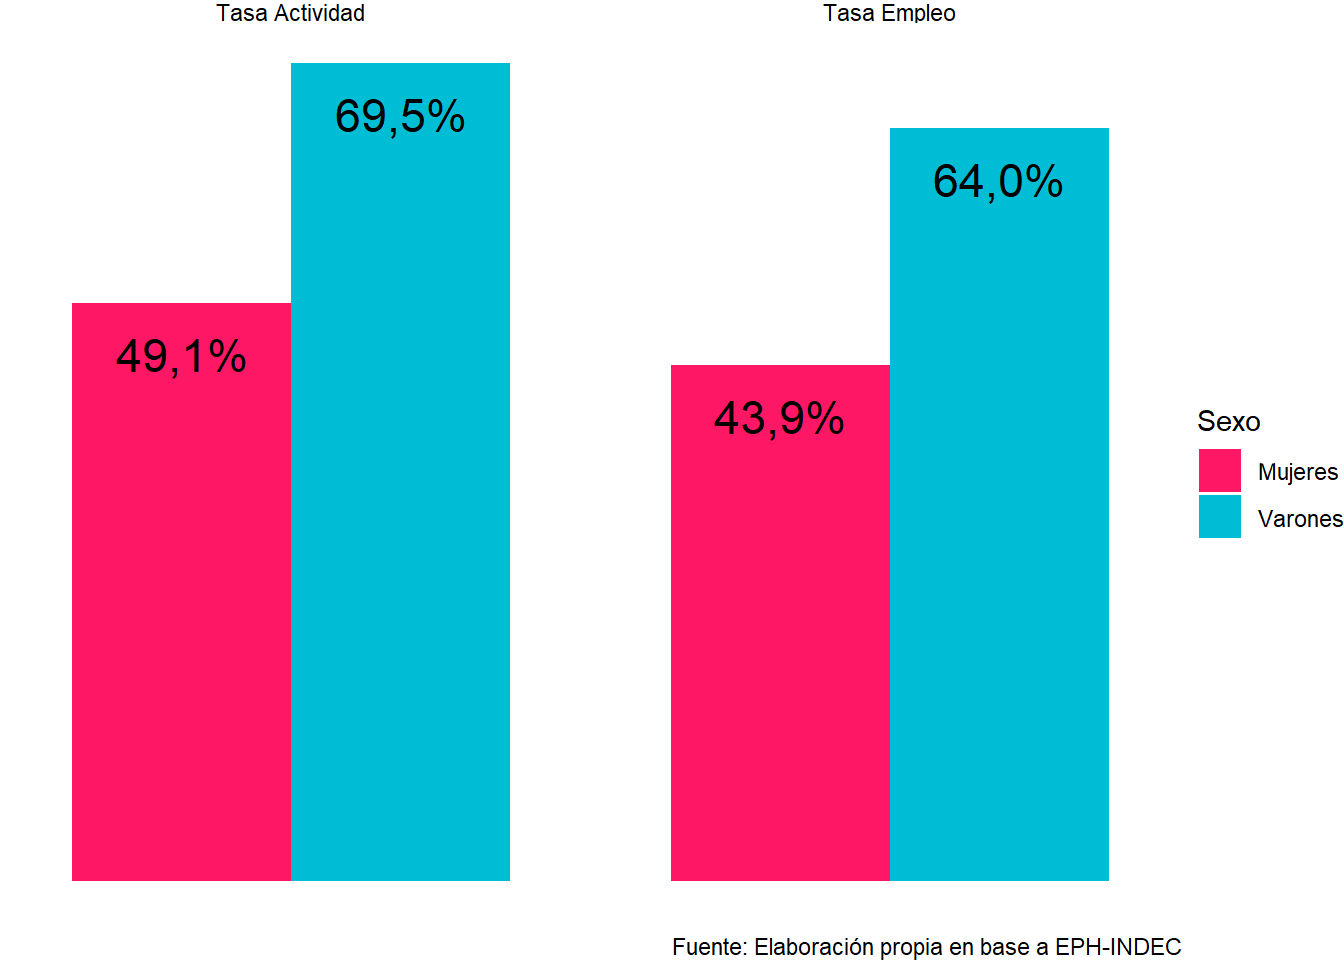 Tasa Actividad
Tasa Empleo
69,5%
49,1%
64,0%
43,9%
Sexo
Mujeres
Varones
Fuente: Elaboración propia en base a EPH-INDEC